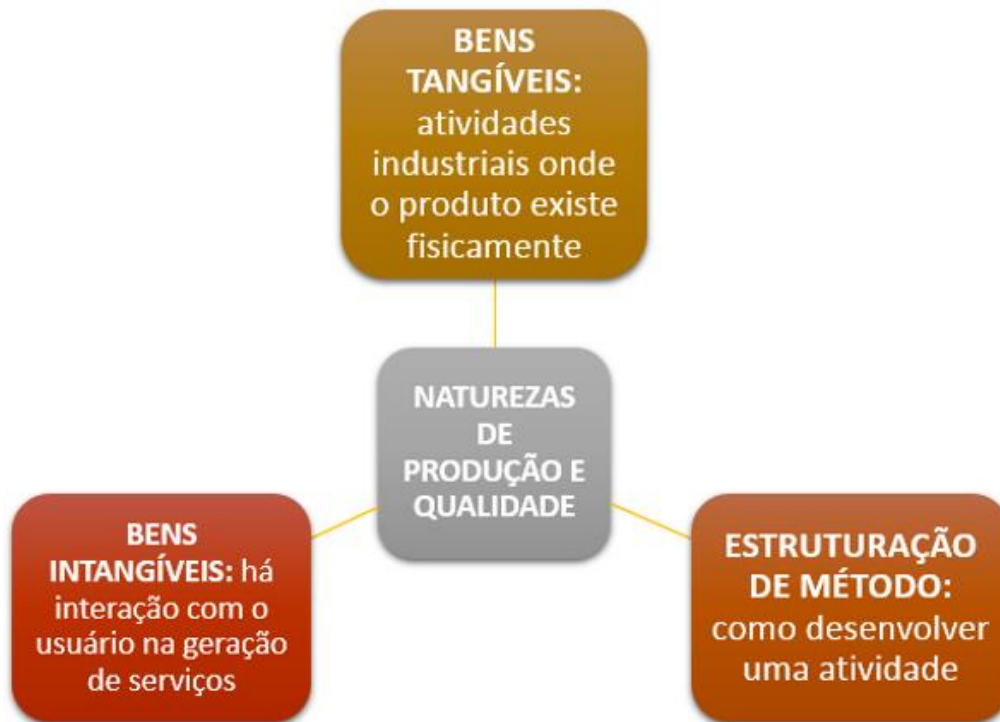 BENS
TANGÍVEIS:
atividades
industriais onde
o produto existe
fisicamente
NATUREZAS
DE
PRODUÇÃO E
QUALIDADE
BENS
INTANGÍVEIS: há
interação com o
usuário na geração
de serviços
ESTRUTURAÇÃO
DE MÉTODO:
como desenvolver
uma atividade